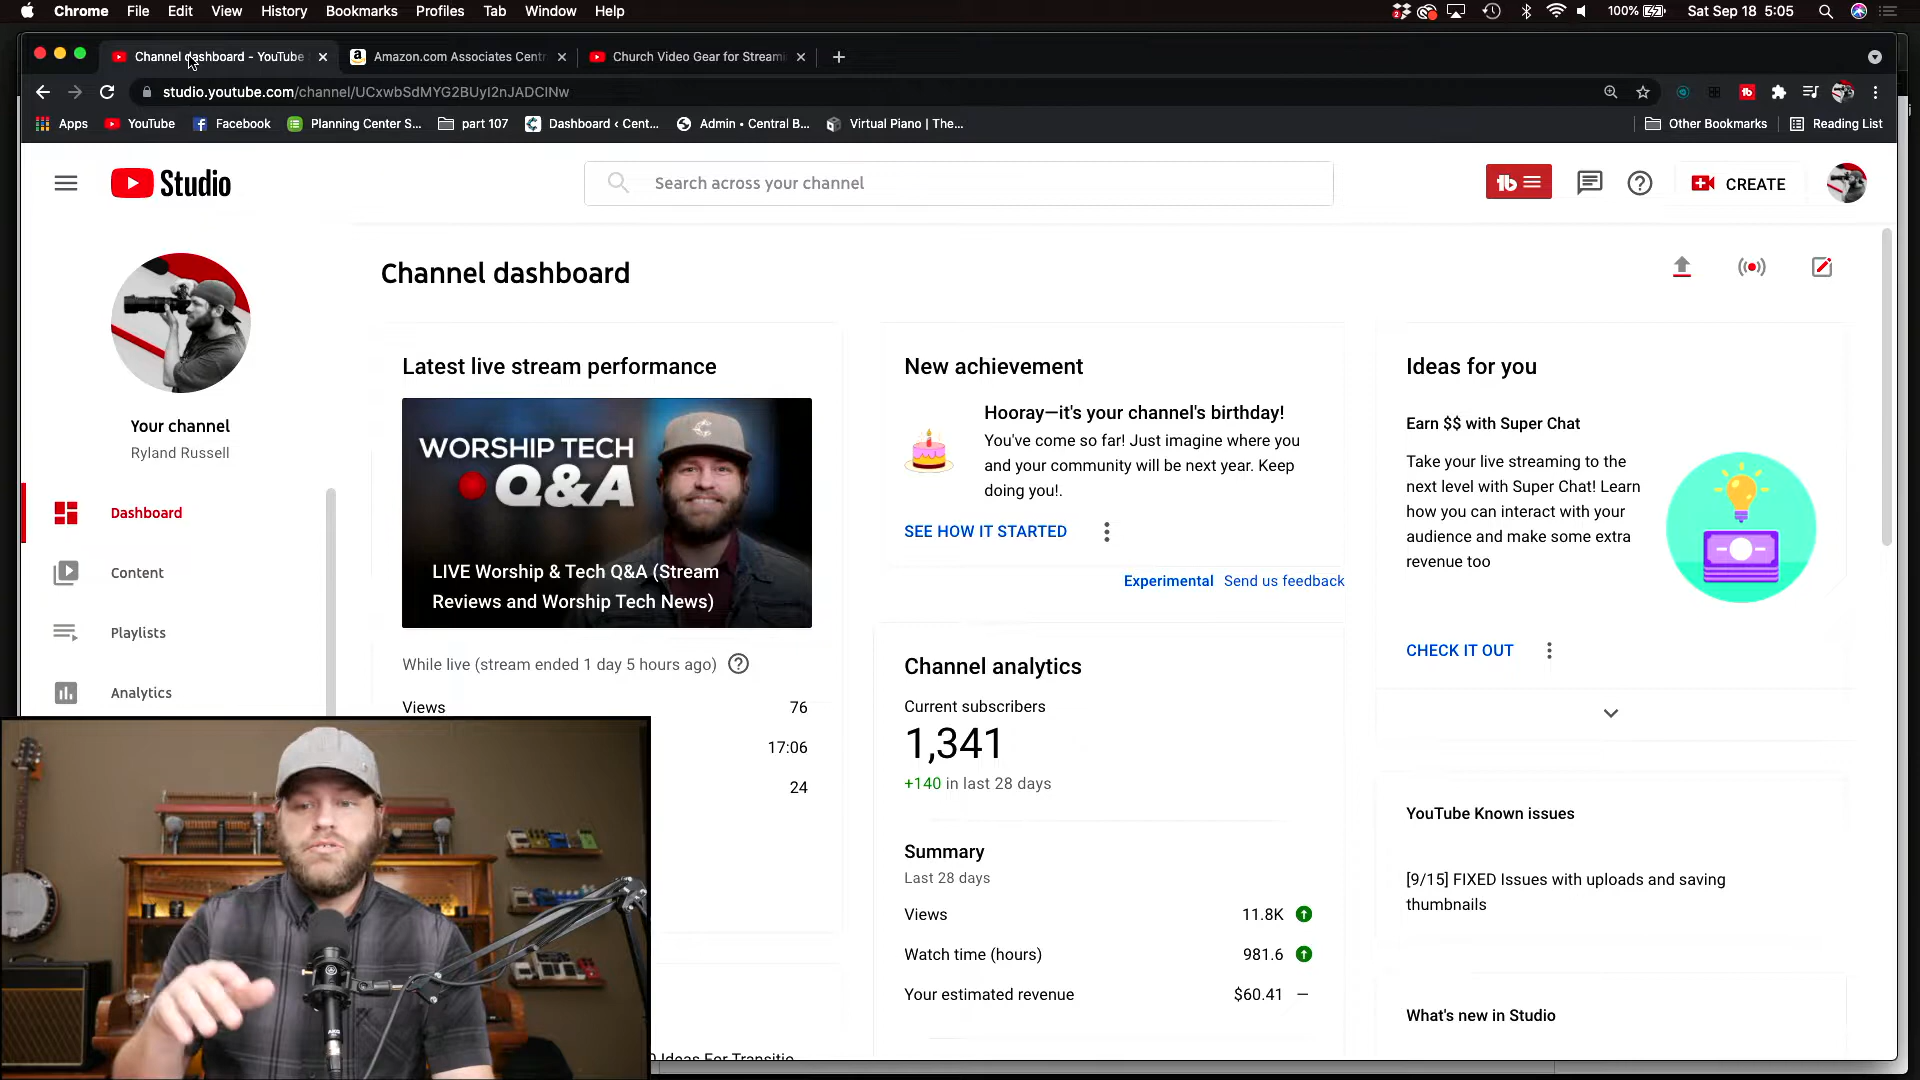 Chrome File Edit View History Bookmarks Profiles Tab Window Help
100% Sat Sep 18 5:05
Channel dashboard - YouTube
Amazon.com Associates Centr
Church Video Gear for Streami
studio.youtube.com/channel/UCxwbSdMYG2BUyI2nJADClNw
Apps YouTube Facebook Planning Center S... part 107 Dashboard ‹ Cent... Admin • Central B... Virtual Piano | The... Other Bookmarks Reading List
Studio
Search across your channel
CREATE
Channel dashboard
Your channel
Ryland Russell
Dashboard
Content
Playlists
Analytics
Latest live stream performance
WORSHIP TECH
Q&A
LIVE Worship & Tech Q&A (Stream
Reviews and Worship Tech News)
While live (stream ended 1 day 5 hours ago)
Views 76
17:06
24
New achievement
Hooray—it's your channel's birthday!
You've come so far! Just imagine where you
and your community will be next year. Keep
doing you!.
SEE HOW IT STARTED
Experimental Send us feedback
Channel analytics
Current subscribers
1,341
+140 in last 28 days
Summary
Last 28 days
Views 11.8K
Watch time (hours) 981.6
Your estimated revenue $60.41 —
Ideas for you
Earn $$ with Super Chat
Take your live streaming to the
next level with Super Chat! Learn
how you can interact with your
audience and make some extra
revenue too
CHECK IT OUT
YouTube Known issues
[9/15] FIXED Issues with uploads and saving
thumbnails
What's new in Studio
Ideas For Transitio